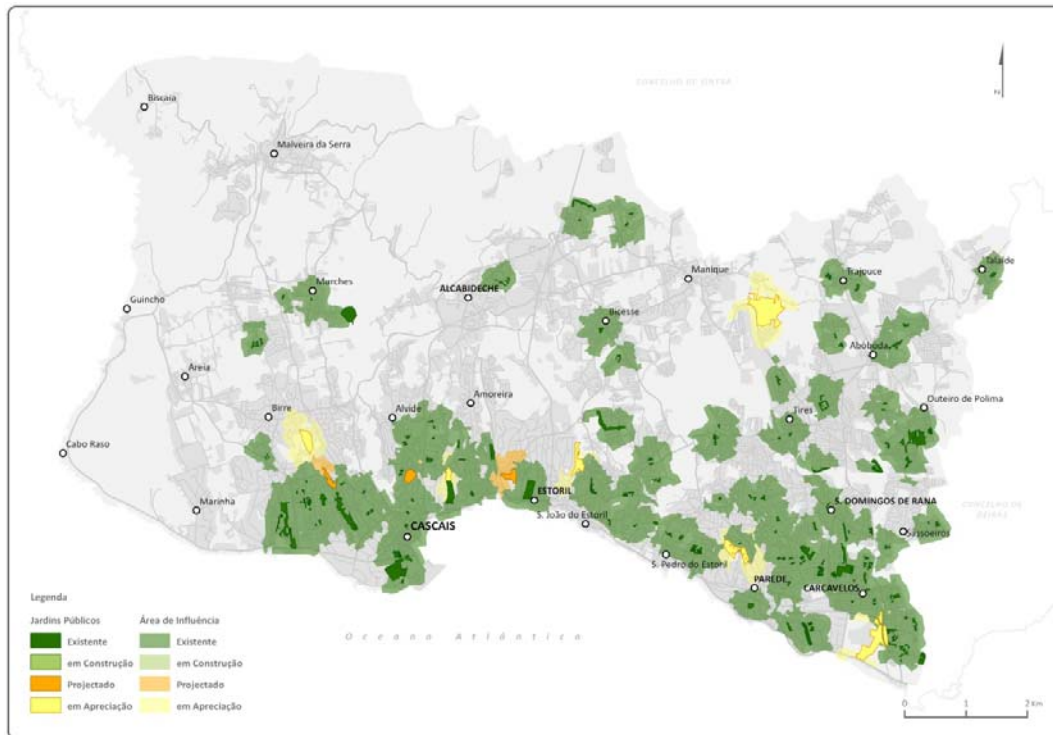 CONCELHO DE SINTRA
N
Biscaia
Malveira da Serra
Talaíde
Manique
Trajouce
Murches
ALCABIDECHE
Guincho
Bicesse
Abóboda
Areia
Amoreira
Birre
Alvide
Outeiro de Polima
Tires
Cabo Raso
ESTORIL
Marinha
S. DOMINGOS DE RANA
CONCELHO DE OEIRAS
S. João do Estoril
CASCAIS
Sassoeiros
S. Pedro do Estoril
PAREDE
CARCAVELOS
Oceano Atlântico
Legenda
Jardins Públicos
Área de Influência
Existente
Existente
em Construção
em Construção
Projectado
Projectado
em Apreciação
em Apreciação
0 1 2 Km